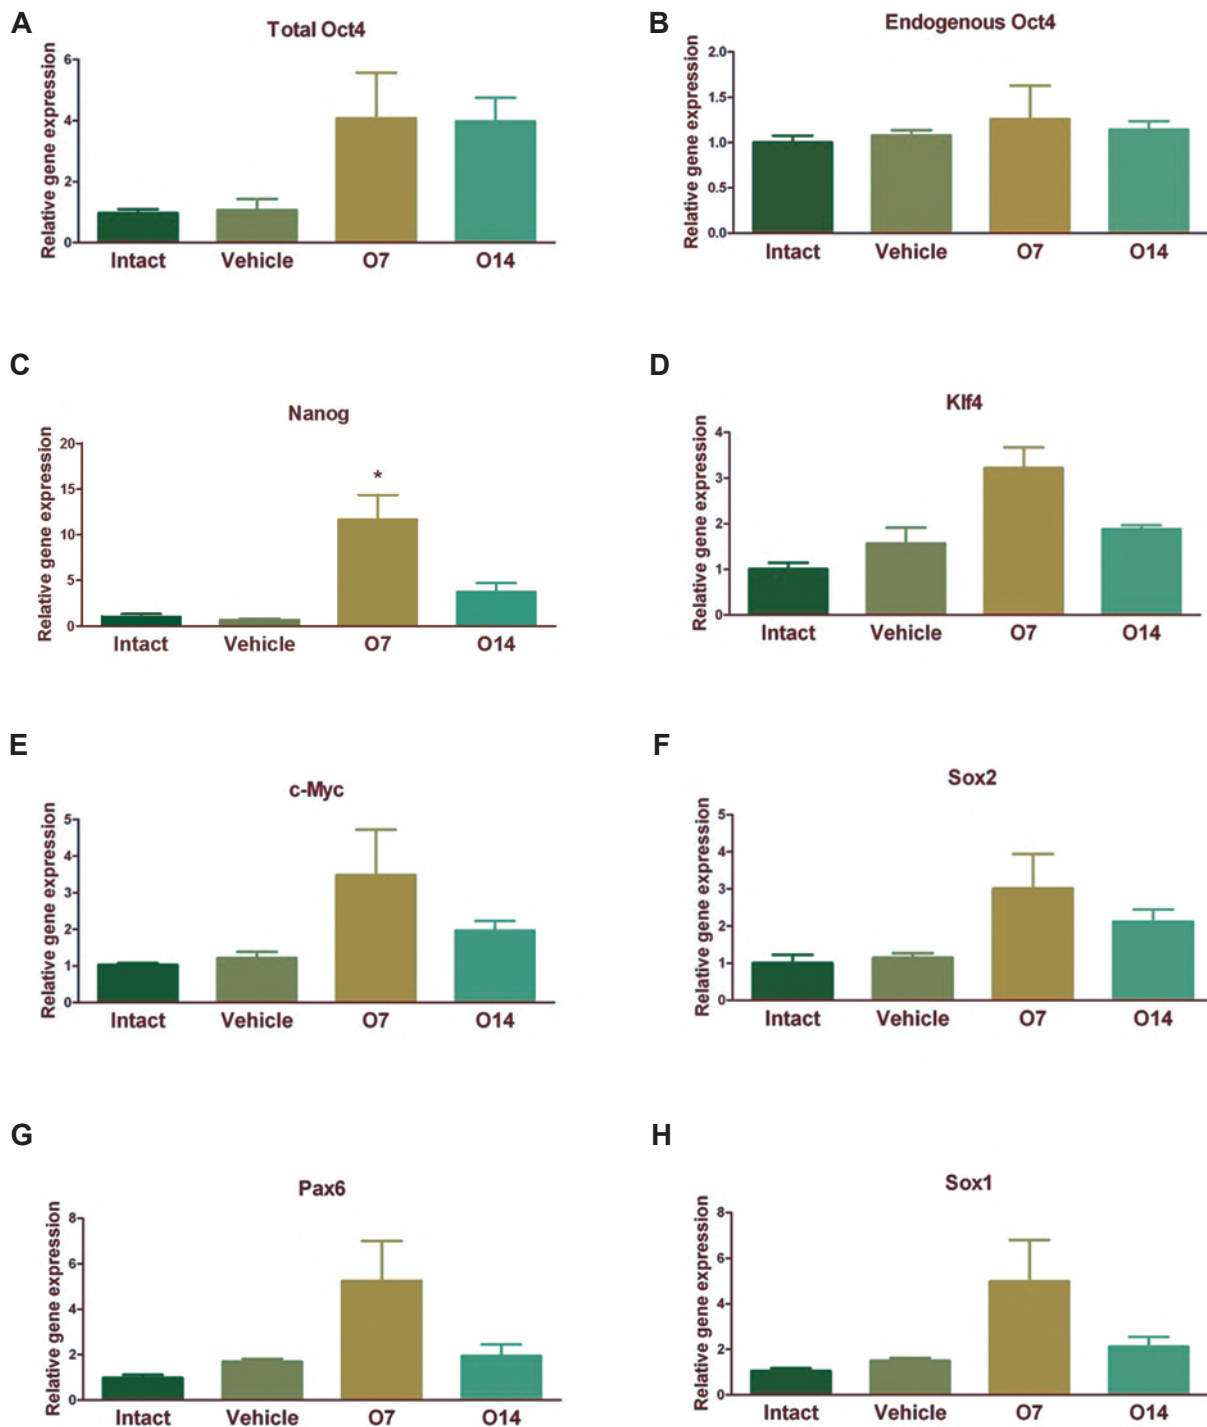 A
Total Oct4
Relative gene expression
6
4
2
0
Intact Vehicle O7 O14
B
Endogenous Oct4
Relative gene expression
2.0
1.5
1.0
0.5
0.0
Intact Vehicle O7 O14
C
Nanog
Relative gene expression
20
15
10
5
0
*
Intact Vehicle O7 O14
D
Klf4
Relative gene expression
4
3
2
1
0
Intact Vehicle O7 O14
E
c-Myc
Relative gene expression
5
4
3
2
1
0
Intact Vehicle O7 O14
F
Sox2
Relative gene expression
5
4
3
2
1
0
Intact Vehicle O7 O14
G
Pax6
Relative gene expression
8
6
4
2
0
Intact Vehicle O7 O14
H
Sox1
Relative gene expression
8
6
4
2
0
Intact Vehicle O7 O14